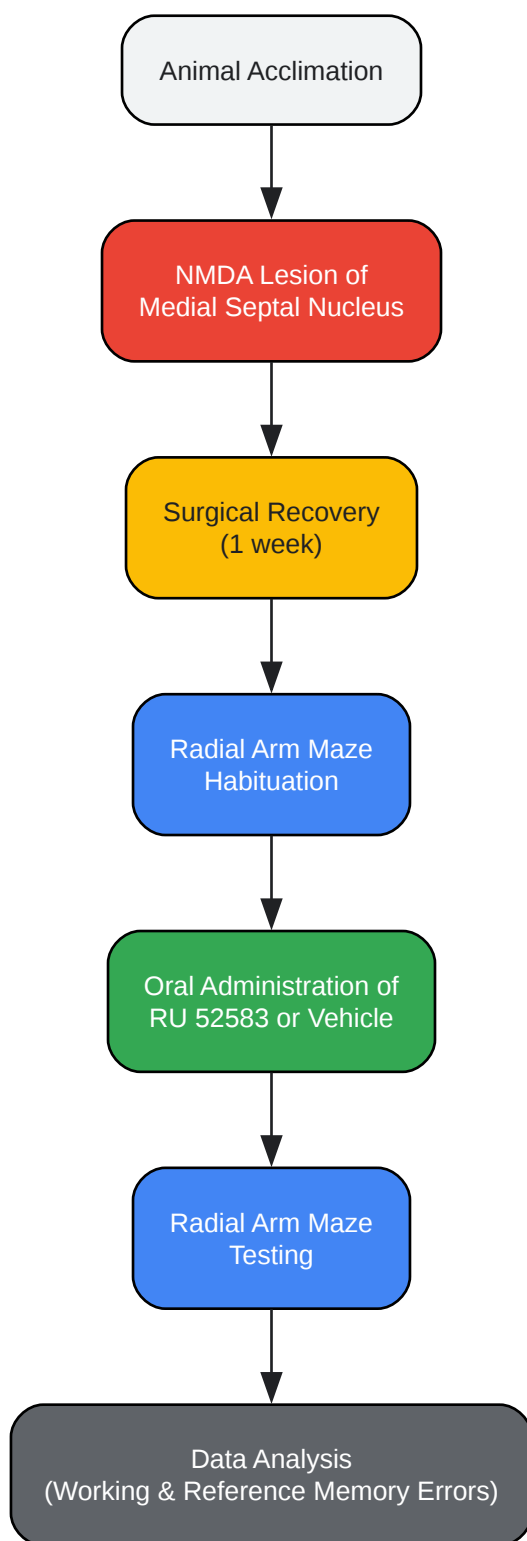 Animal Acclimation
NMDA Lesion of
Medial Septal Nucleus
Surgical Recovery
(1 week)
Radial Arm Maze
Habituation
Oral Administration of
RU 52583 or Vehicle
Radial Arm Maze
Testing
Data Analysis
(Working & Reference Memory Errors)